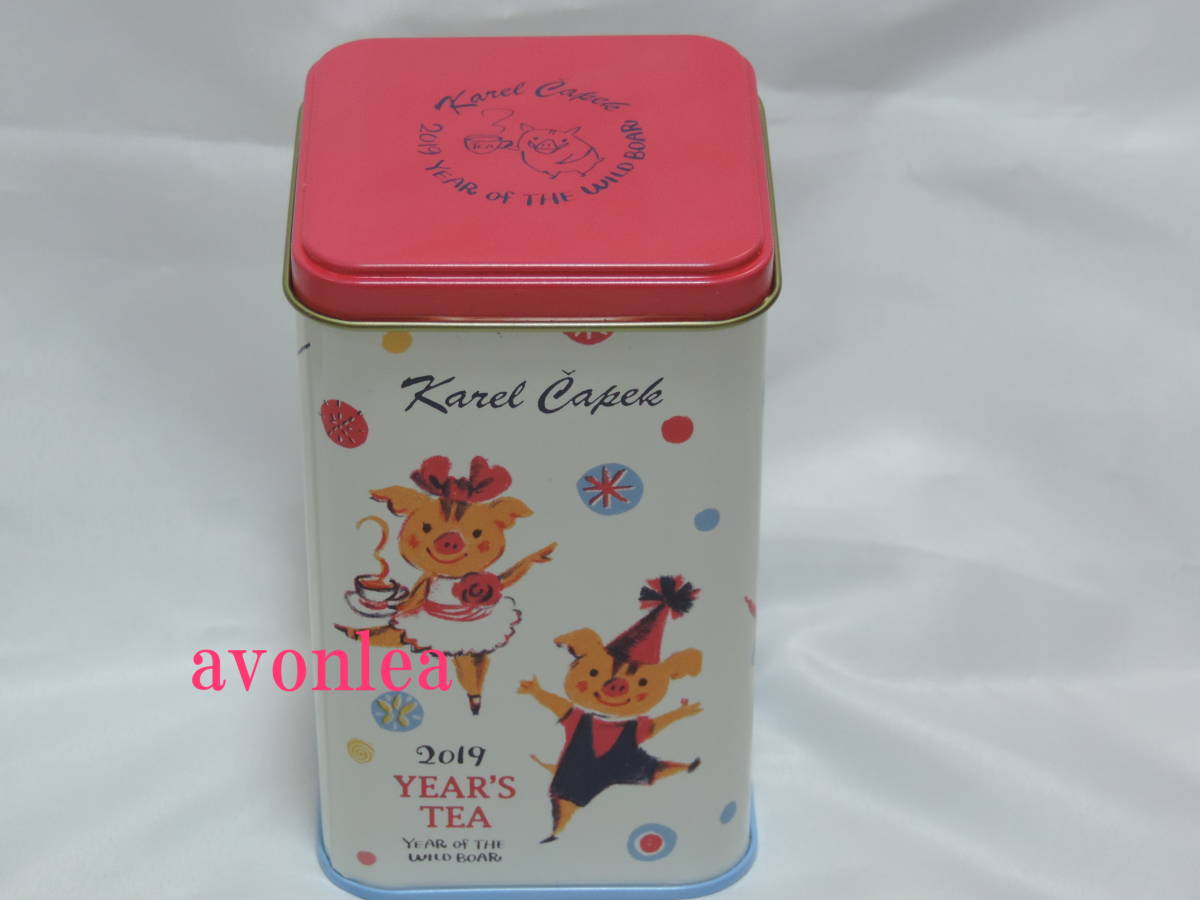 Karel Čapek
2019 YEAR OF THE WILD BOAR
TEA
Karel Čapek
avonlea
2019
YEAR'S
TEA
YEAR OF THE
WILD BOAR